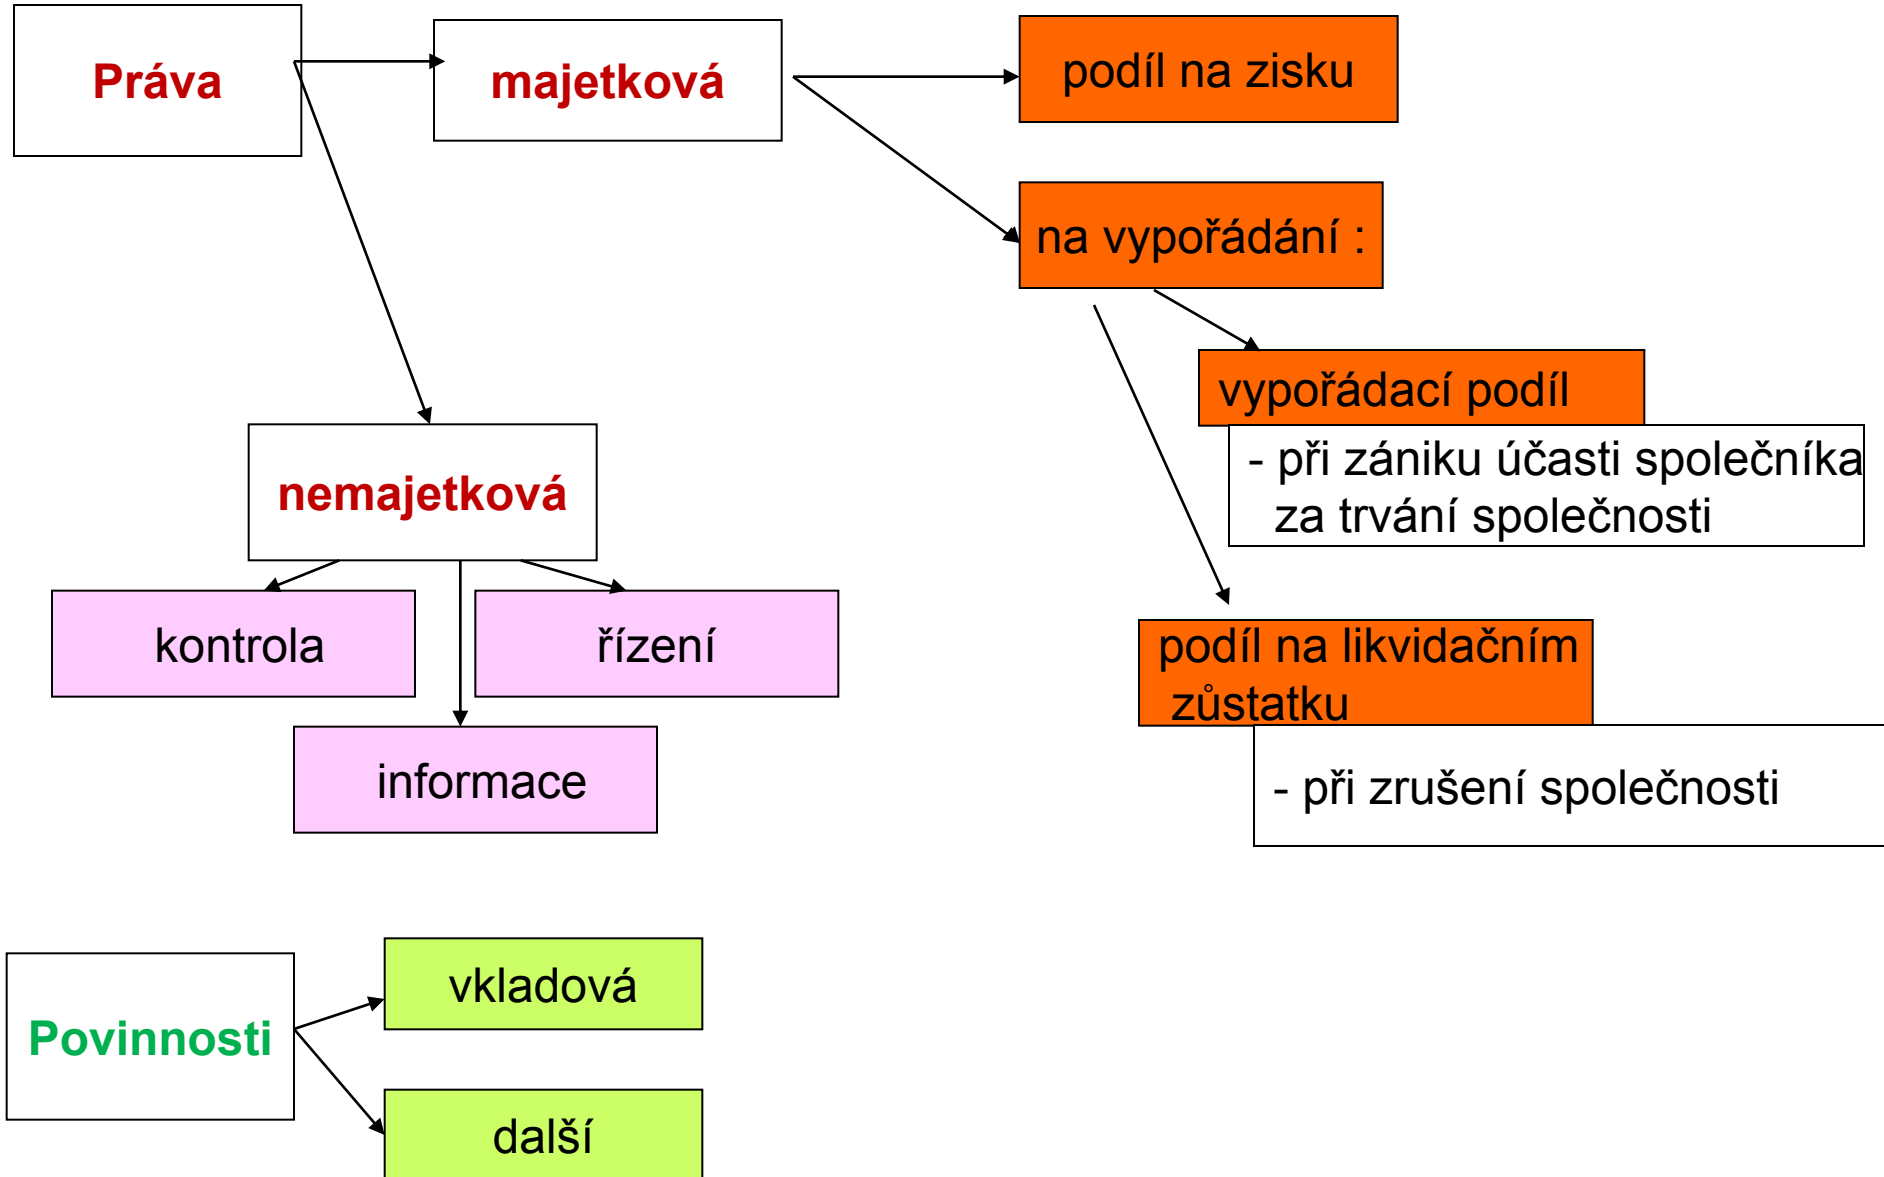 Práva
majetková
podíl na zisku
na vypořádání :
vypořádací podíl
- při zániku účasti společníka
za trvání společnosti
nemajetková
kontrola
řízení
informace
podíl na likvidačním
zůstatku
- při zrušení společnosti
Povinnosti
vkladová
další